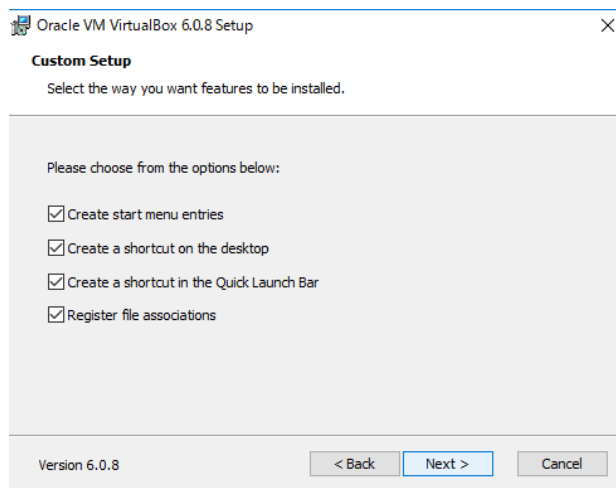 Oracle VM VirtualBox 6.0.8 Setup
Custom Setup
Select the way you want features to be installed.
Please choose from the options below:
Create start menu entries
Create a shortcut on the desktop
Create a shortcut in the Quick Launch Bar
Register file associations
Version 6.0.8
< Back
Next >
Cancel